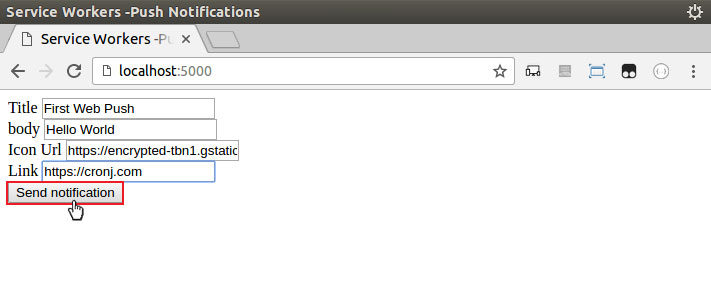 Service Workers -Push Notifications
Service Workers -Pu
localhost:5000
Title First Web Push
body Hello World
Icon Url https://encrypted-tbn1.gstatic
Link https://cronj.com
Send notification